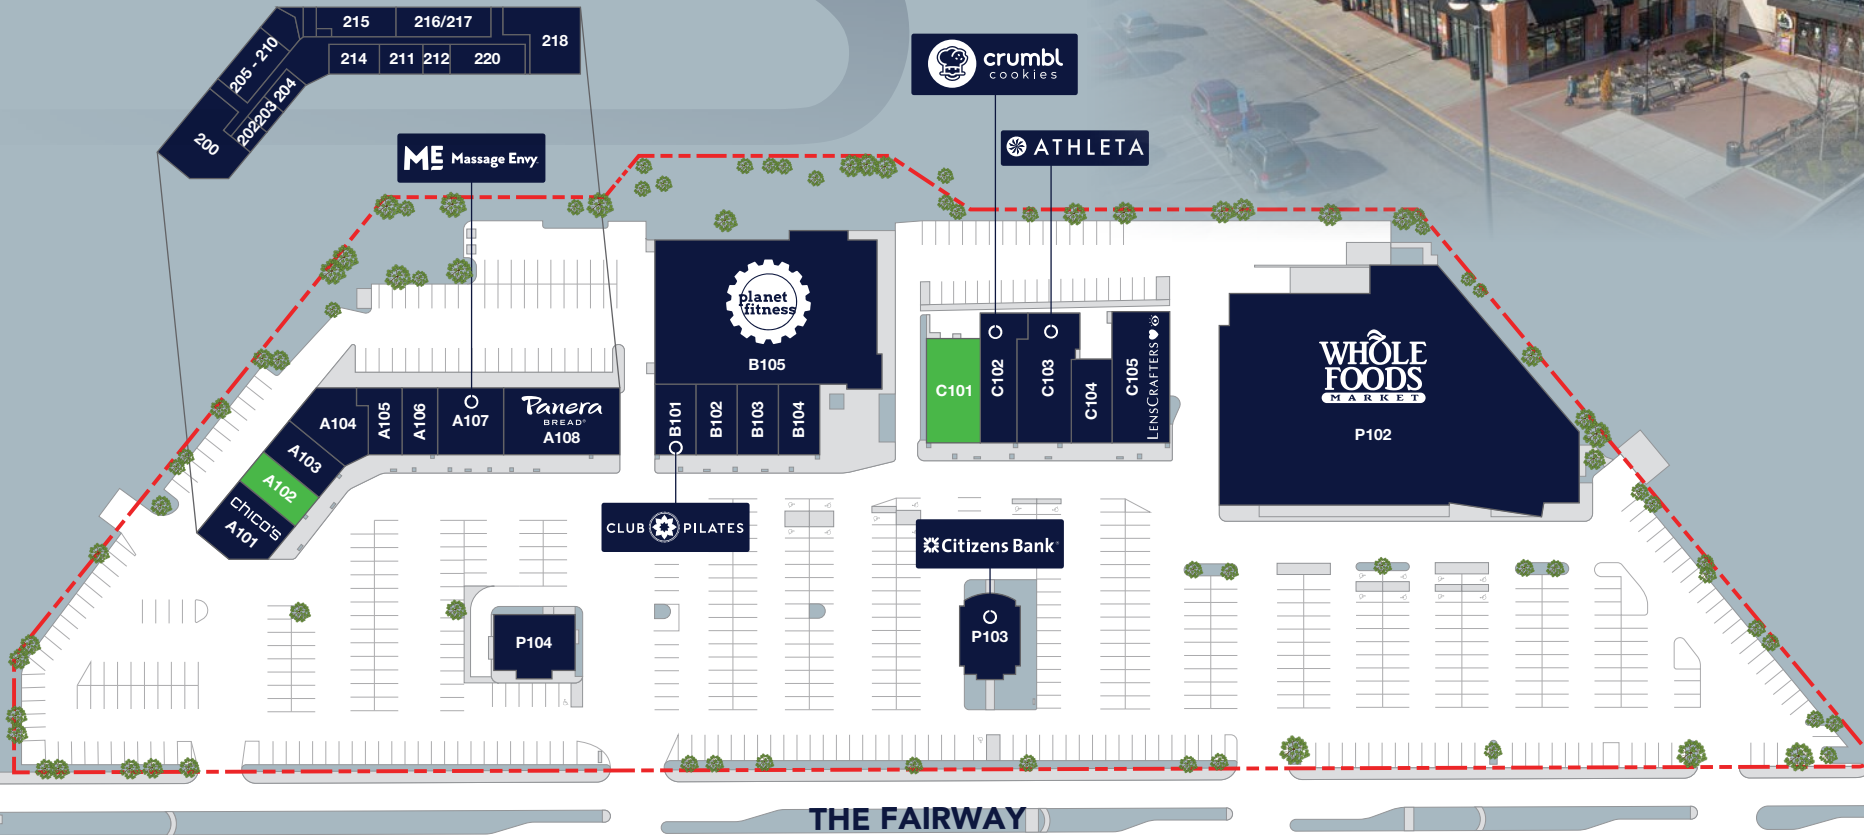 215
216/217
218
214
211
212
220
205 - 210
204
203
202
200
crumbl
cookies
ATHLETA
ME Massage Envy
planet
fitness
B105
WHOLE
FOODS
MARKET
P102
C101
C102
C103
C104
C105
LENSCRAFTERS
A104
A105
A106
A107
Panera
BREAD®
A108
B101
B102
B103
B104
A103
A102
chico's
A101
CLUB PILATES
Citizens Bank
P104
P103
THE FAIRWAY